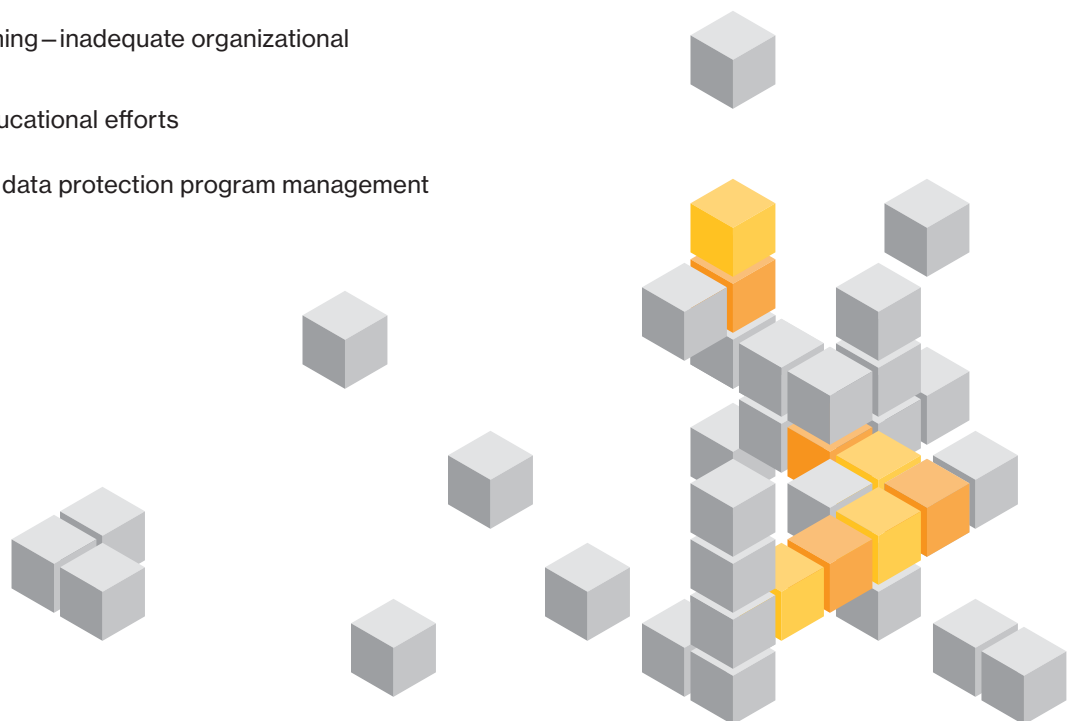 ning—inadequate organizational
ucational efforts
data protection program management